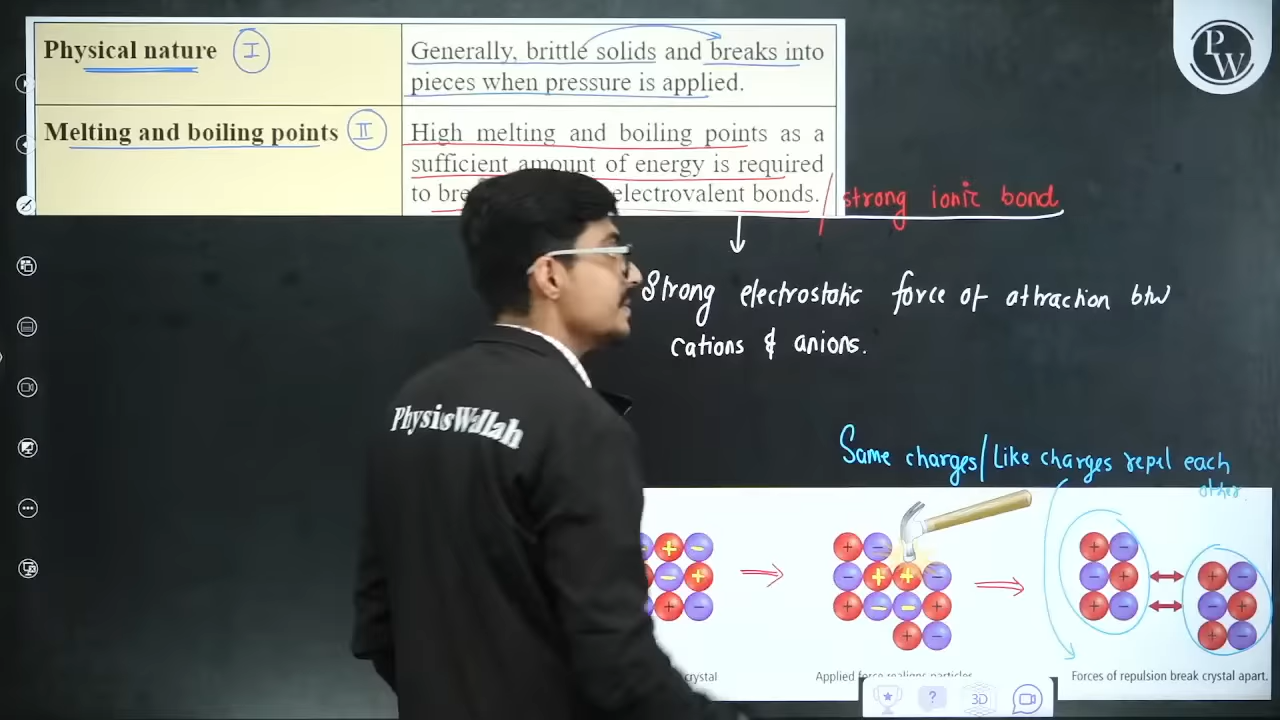 Physical nature I
Generally, brittle solids and breaks into
pieces when pressure is applied.
Melting and boiling points II
High melting and boiling points as a
sufficient amount of energy is required
to electrovalent bonds. / strong ionic bond
Strong electrostatic force of attraction btw
cations & anions.
Same charges/Like charges repel each
other.
crystal
Applied force realigns particles
Forces of repulsion break crystal apart.
PhysicsWallah
PW
? 3D